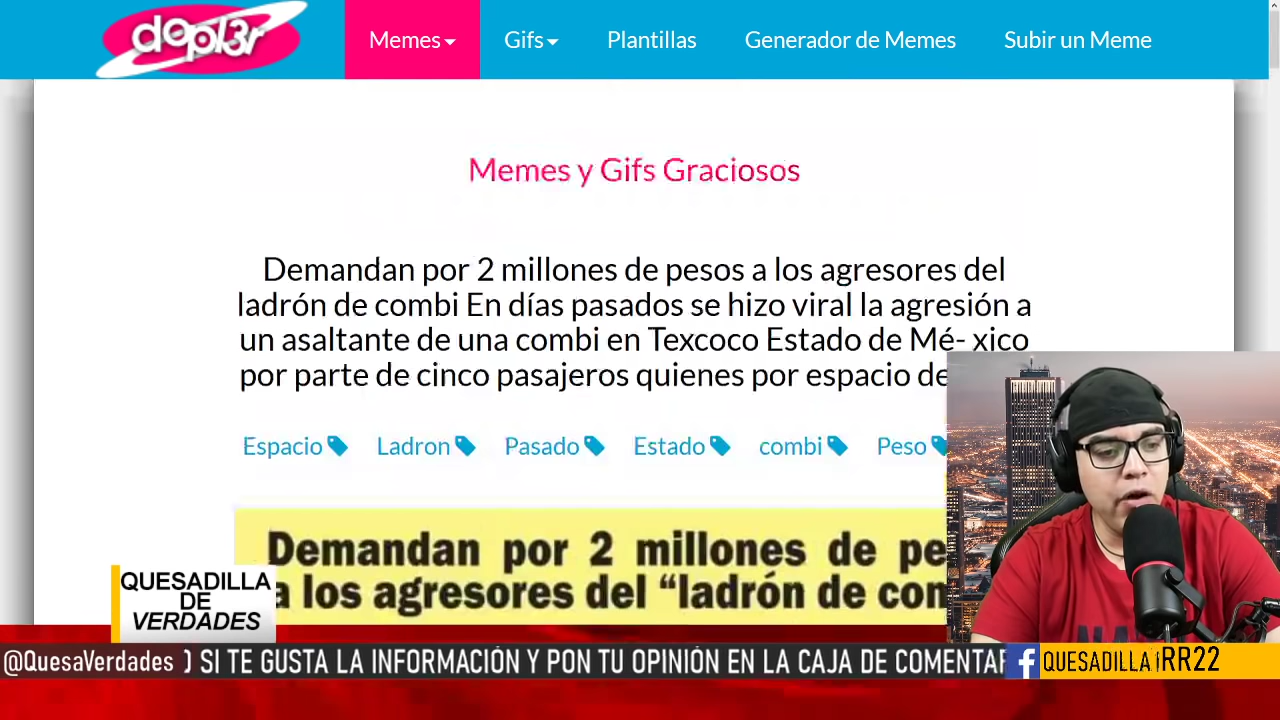 dopl3r
Memes
Gifs
Plantillas
Generador de Memes
Subir un Meme
Memes y Gifs Graciosos
Demandan por 2 millones de pesos a los agresores del
ladrón de combi En días pasados se hizo viral la agresión a
un asaltante de una combi en Texcoco Estado de Mé- xico
por parte de cinco pasajeros quienes por espacio de
Espacio
Ladron
Pasado
Estado
combi
Peso
Demandan por 2 millones de pe
a los agresores del “ladrón de con
QUESADILLA
DE
VERDADES
@QuesaVerdades
SI TE GUSTA LA INFORMACIÓN Y PON TU OPINIÓN EN LA CAJA DE COMENTAR
f QUESADILLA
RR22